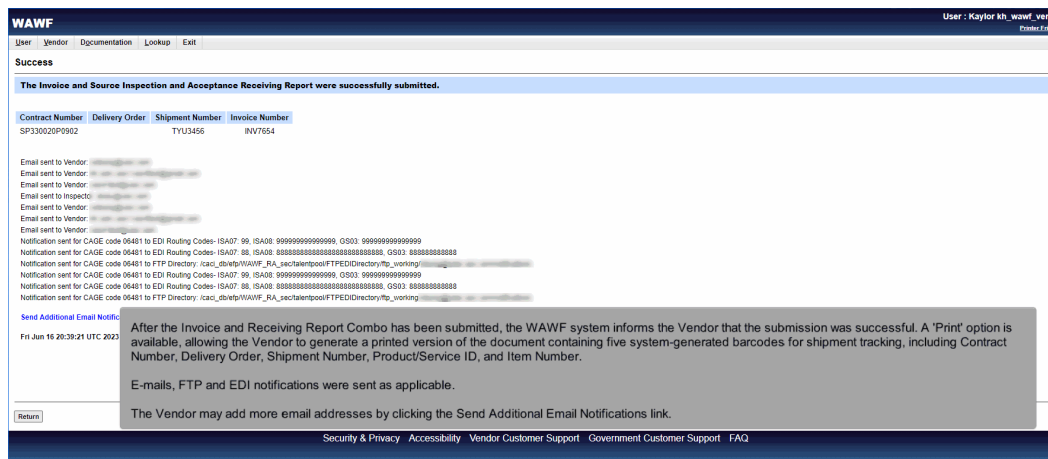 WAWF
User : Kaylor kh_wawf_ver
Printer Fri
User Vendor Documentation Lookup Exit
Success
The Invoice and Source Inspection and Acceptance Receiving Report were successfully submitted.
Contract Number Delivery Order Shipment Number Invoice Number
SP330020P0902 TYU3456 INV7654
Email sent to Vendor:
Email sent to Vendor:
Email sent to Vendor:
Email sent to Inspecto
Email sent to Vendor:
Email sent to Vendor:
Email sent to Vendor:
Notification sent for CAGE code 06481 to EDI Routing Codes- ISA07: 99, ISA08: 999999999999999, GS03: 999999999999999
Notification sent for CAGE code 06481 to EDI Routing Codes- ISA07: 88, ISA08: GS03: 888888888888
Notification sent for CAGE code 06481 to FTP Directory: /caci_db/efp/WAWF_RA_sec/talentpool/FTPEDIDirectory/ftp_working/
Notification sent for CAGE code 06481 to EDI Routing Codes- ISA07: 99, ISA08: 999999999999999, GS03: 999999999999999
Notification sent for CAGE code 06481 to EDI Routing Codes- ISA07: 88, ISA08: GS03: 888888888888
Notification sent for CAGE code 06481 to FTP Directory: /caci_db/efp/WAWF_RA_sec/talentpool/FTPEDIDirectory/ftp_working
Send Additional Email Notific
Fri Jun 16 20:39:21 UTC 2023
After the Invoice and Receiving Report Combo has been submitted, the WAWF system informs the Vendor that the submission was successful. A 'Print' option is
available, allowing the Vendor to generate a printed version of the document containing five system-generated barcodes for shipment tracking, including Contract
Number, Delivery Order, Shipment Number, Product/Service ID, and Item Number.
E-mails, FTP and EDI notifications were sent as applicable.
The Vendor may add more email addresses by clicking the Send Additional Email Notifications link.
Return
Security & Privacy Accessibility Vendor Customer Support Government Customer Support FAQ